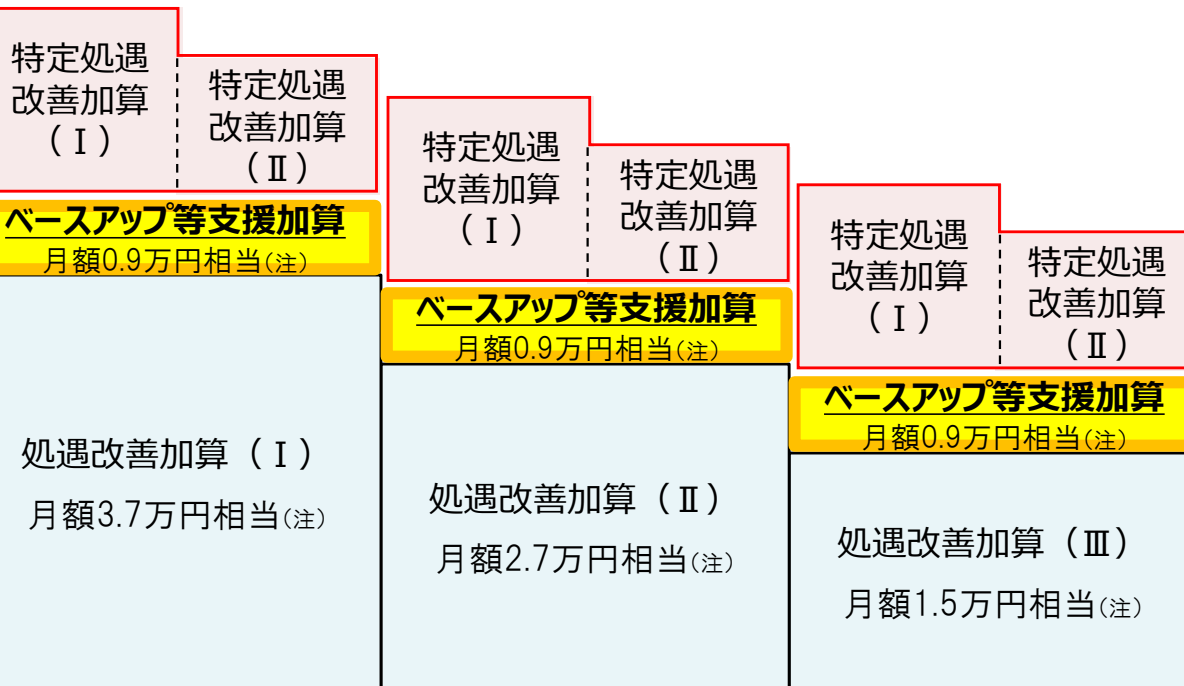 特定処遇
改善加算
（Ⅰ）
特定処遇
改善加算
（Ⅱ）
ベースアップ等支援加算
月額0.9万円相当(注)
処遇改善加算（Ⅰ）
月額3.7万円相当(注)
特定処遇
改善加算
（Ⅰ）
特定処遇
改善加算
（Ⅱ）
ベースアップ等支援加算
月額0.9万円相当(注)
処遇改善加算（Ⅱ）
月額2.7万円相当(注)
特定処遇
改善加算
（Ⅰ）
特定処遇
改善加算
（Ⅱ）
ベースアップ等支援加算
月額0.9万円相当(注)
処遇改善加算（Ⅲ）
月額1.5万円相当(注)